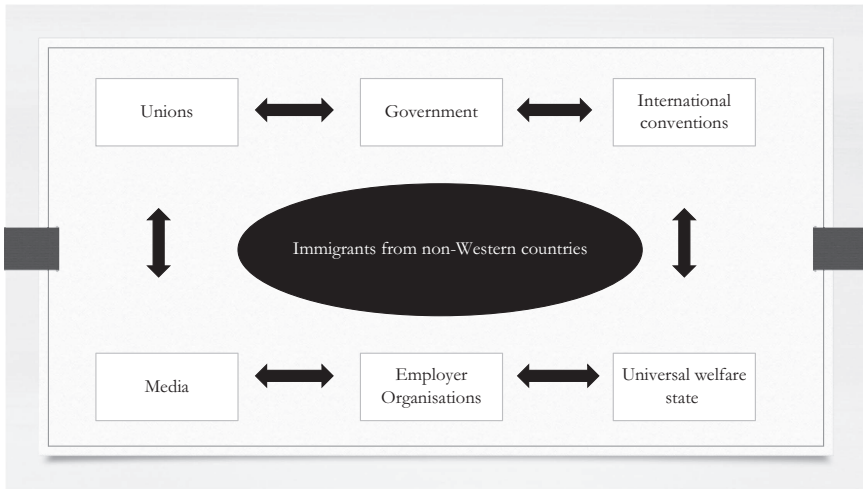 Unions
Government
International
conventions
Immigrants from non-Western countries
Media
Employer
Organisations
Universal welfare
state